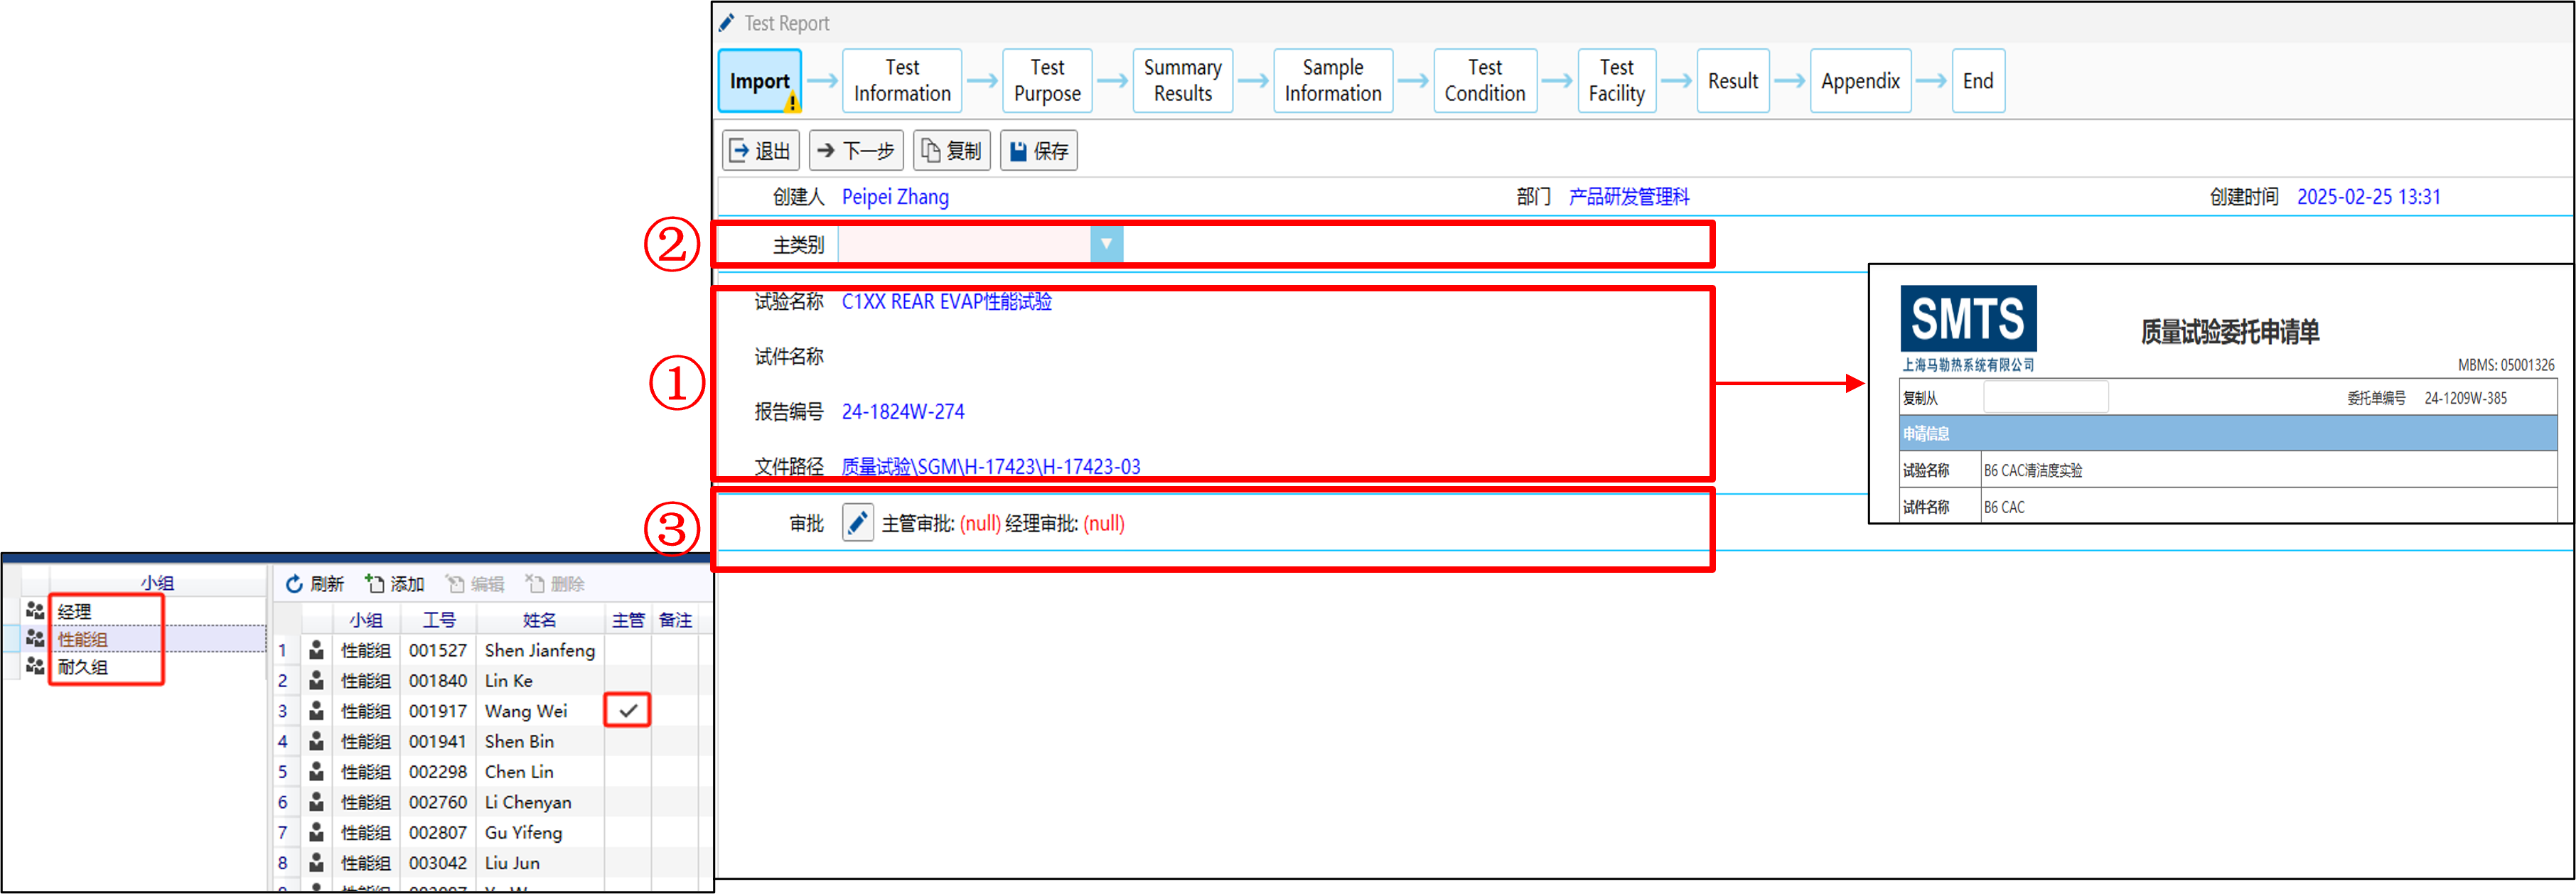 Test Report
Import
Test Information
Test Purpose
Summary Results
Sample Information
Test Condition
Test Facility
Result
Appendix
End
退出 下一步 复制 保存
创建人 Peipei Zhang 部门 产品研发管理科 创建时间 2025-02-25 13:31
② 主类别
① 试验名称 C1XX REAR EVAP性能试验
试件名称
报告编号 24-1824W-274
文件路径 质量试验\SGM\H-17423\H-17423-03
③ 审批 主管审批: (null) 经理审批: (null)
SMTS
质量试验委托申请单
上海马勒热系统有限公司 MBMS: 05001326
复制从 委托单编号 24-1209W-385
申请信息
试验名称 B6 CAC清洁度实验
试件名称 B6 CAC
小组
经理
性能组
耐久组
刷新 添加 编辑 删除
小组 工号 姓名 主管 备注
1 性能组 001527 Shen Jianfeng
2 性能组 001840 Lin Ke
3 性能组 001917 Wang Wei ✓
4 性能组 001941 Shen Bin
5 性能组 002298 Chen Lin
6 性能组 002760 Li Chenyan
7 性能组 002807 Gu Yifeng
8 性能组 003042 Liu Jun